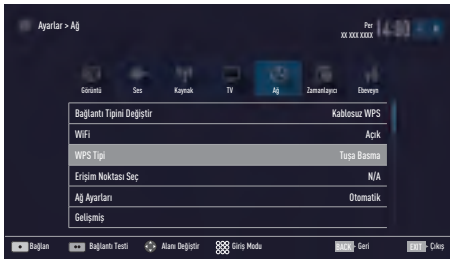 Ayarlar > Ağ
Per
XX XXX XXXX
14:00
Görüntü Ses Kaynak TV Ağ Zamanlayıcı Ebeveyn
Bağlantı Tipini Değiştir Kablosuz WPS
WiFi Açık
WPS Tipi Tuşa Basma
Erişim Noktası Seç N/A
Ağ Ayarları Otomatik
Gelişmiş
Bağlan Bağlantı Testi Alanı Değiştir Giriş Modu BACK - Geri EXIT - Çıkış